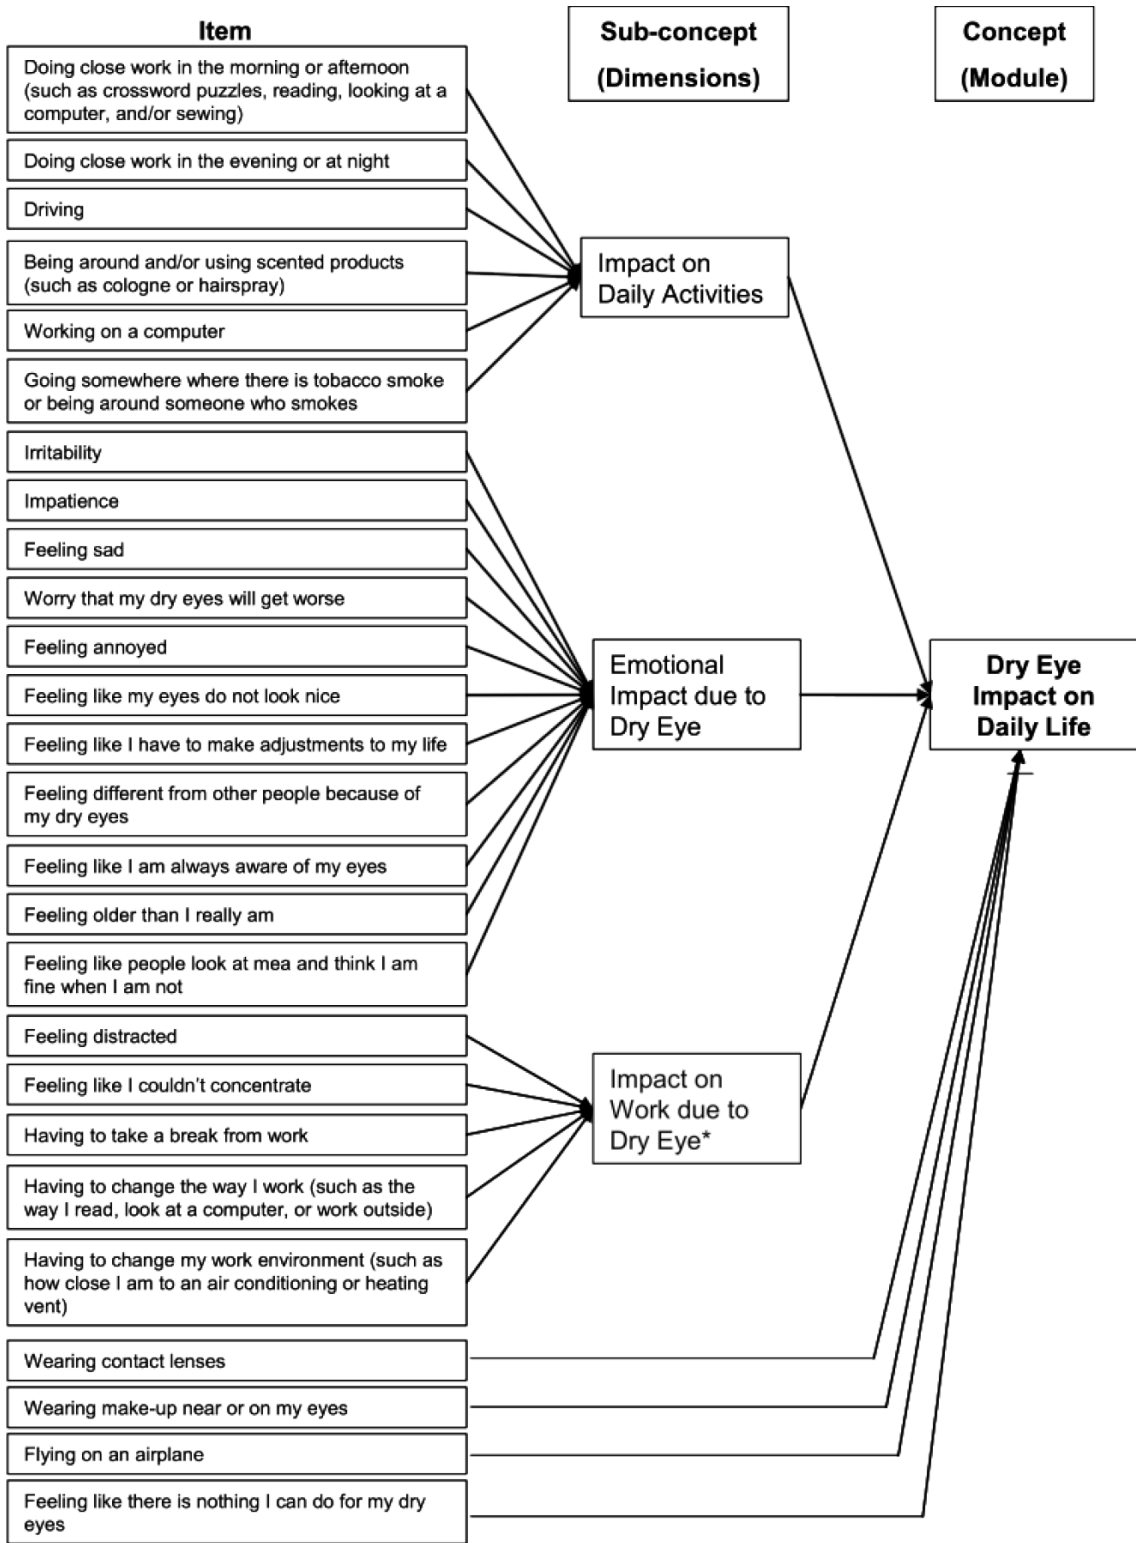 Item
Sub-concept
(Dimensions)
Concept
(Module)
Doing close work in the morning or afternoon
(such as crossword puzzles, reading, looking at a
computer, and/or sewing)
Doing close work in the evening or at night
Driving
Being around and/or using scented products
(such as cologne or hairspray)
Working on a computer
Going somewhere where there is tobacco smoke
or being around someone who smokes
Impact on
Daily Activities
Irritability
Impatience
Feeling sad
Worry that my dry eyes will get worse
Feeling annoyed
Feeling like my eyes do not look nice
Feeling like I have to make adjustments to my life
Feeling different from other people because of
my dry eyes
Feeling like I am always aware of my eyes
Feeling older than I really am
Feeling like people look at mea and think I am
fine when I am not
Emotional
Impact due to
Dry Eye
Dry Eye
Impact on
Daily Life
Feeling distracted
Feeling like I couldn't concentrate
Having to take a break from work
Having to change the way I work (such as the
way I read, look at a computer, or work outside)
Having to change my work environment (such as
how close I am to an air conditioning or heating
vent)
Impact on
Work due to
Dry Eye*
Wearing contact lenses
Wearing make-up near or on my eyes
Flying on an airplane
Feeling like there is nothing I can do for my dry
eyes